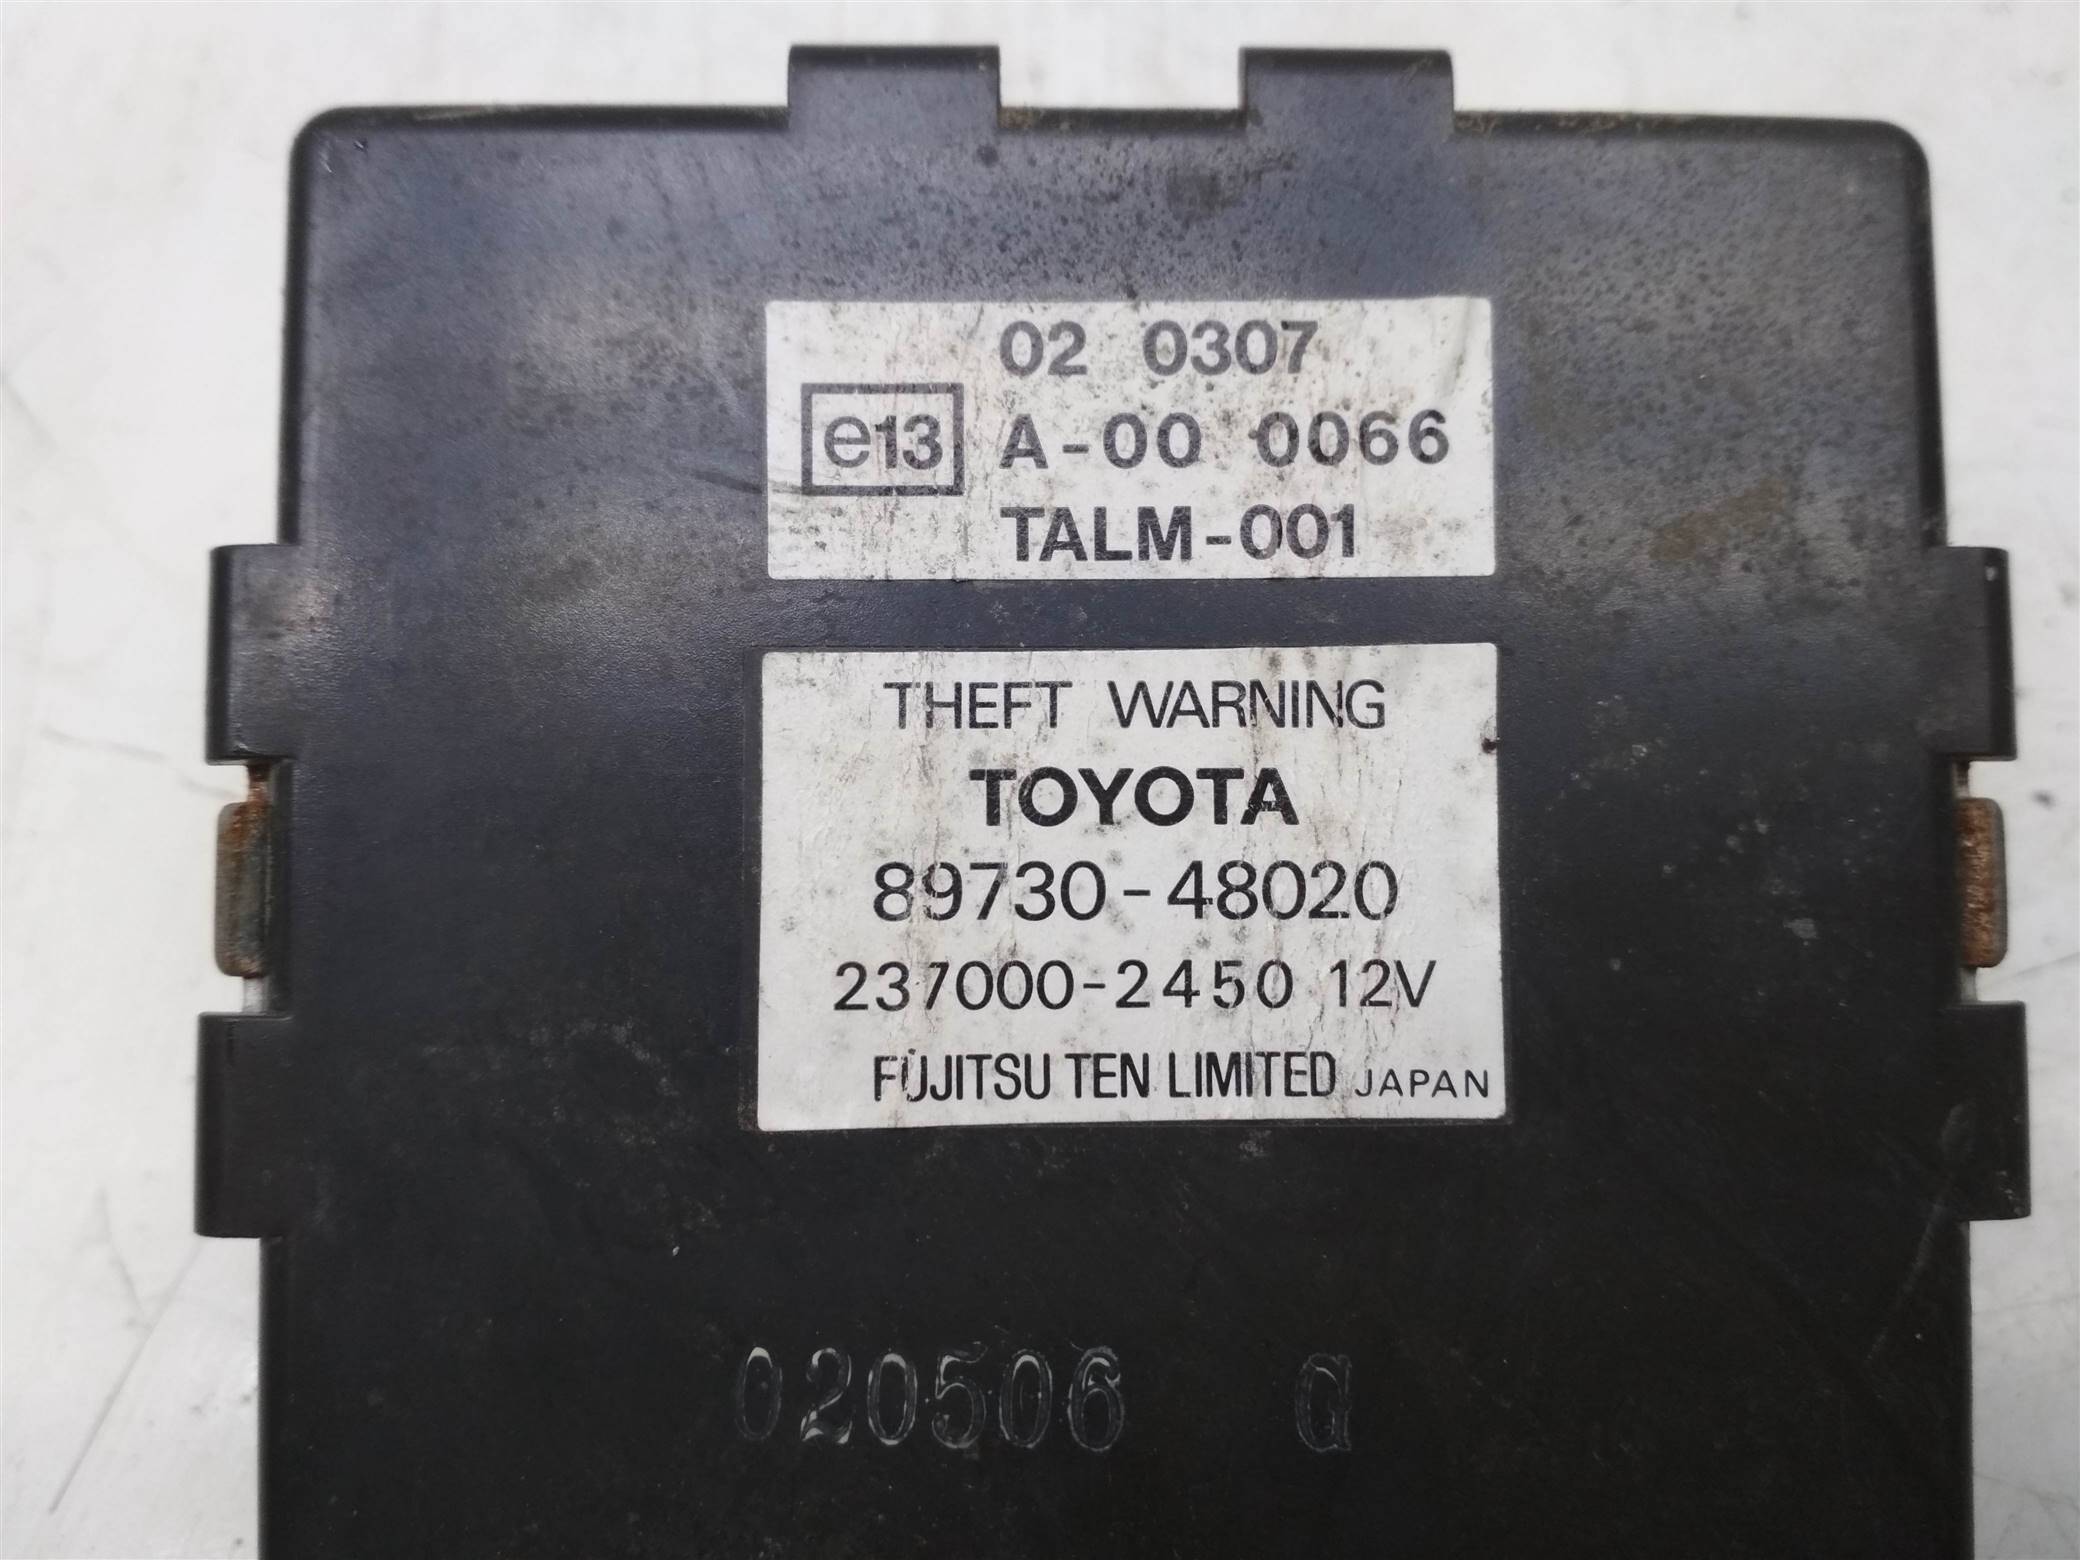 02 0307
e13 A-00 0066
TALM-001
THEFT WARNING
TOYOTA
89730-48020
237000-2450 12V
FUJITSU TEN LIMITED JAPAN
020506 G